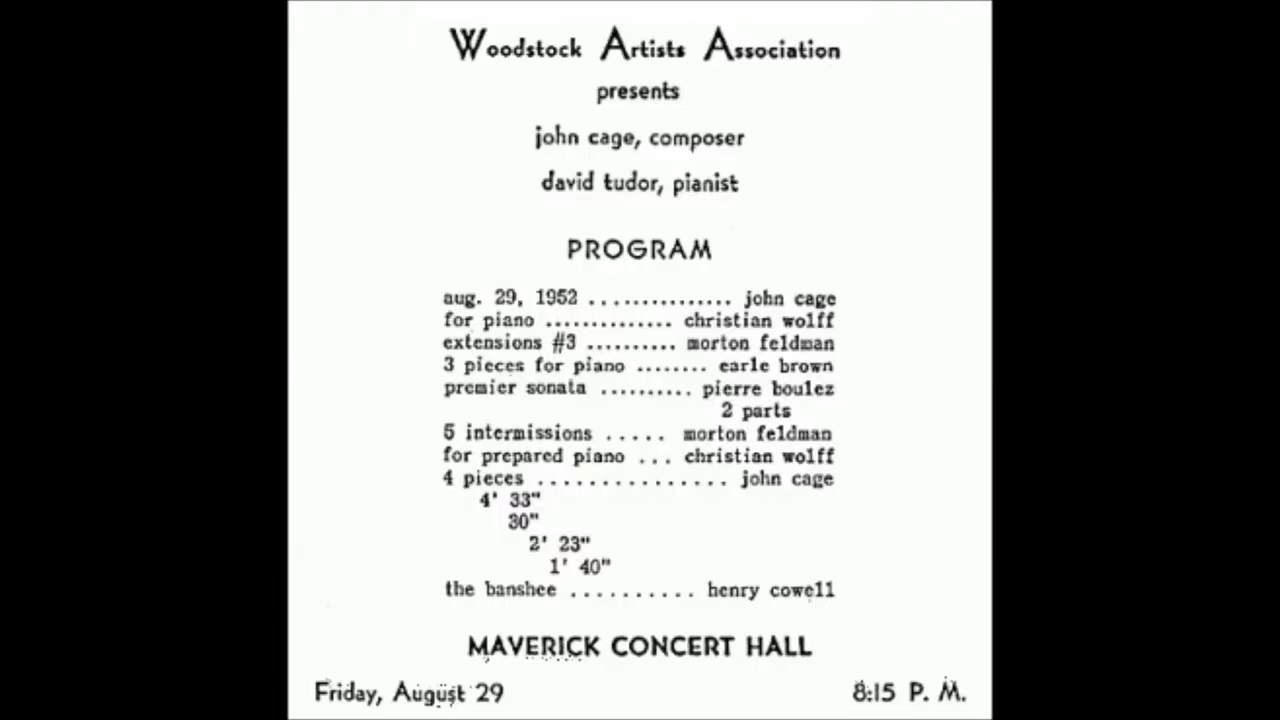 Woodstock Artists Association
presents
john cage, composer
david tudor, pianist
PROGRAM
aug. 29, 1952 .............. john cage
for piano .............. christian wolff
extensions #3 .......... morton feldman
3 pieces for piano ........ earle brown
premier sonata .......... pierre boulez
2 parts
5 intermissions ..... morton feldman
for prepared piano ... christian wolff
4 pieces ............... john cage
4' 33"
30"
2' 23"
1' 40"
the banshee .......... henry cowell
MAVERICK CONCERT HALL
Friday, August 29 8:15 P. M.